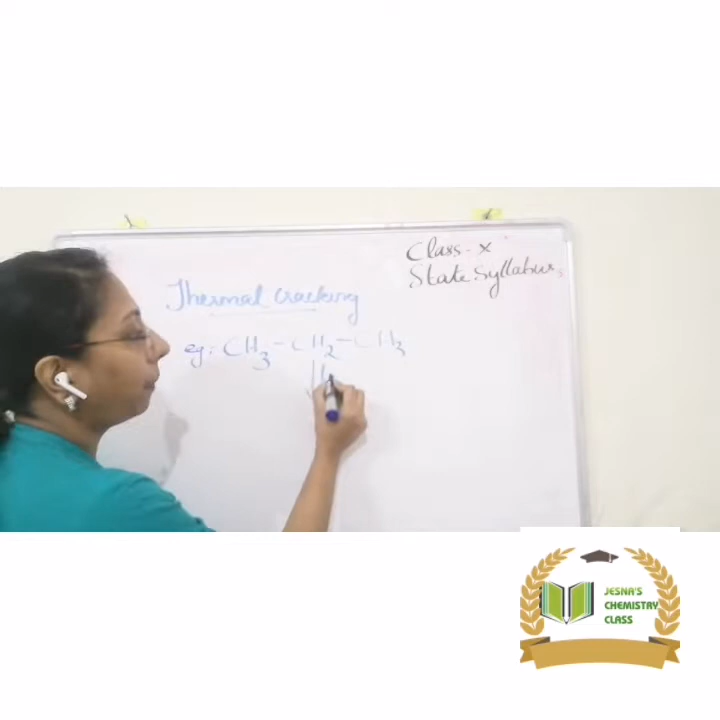 Class - X
State Syllabus
Thermal Cracking
eg: CH3 - CH2 - CH3
JESNA'S
CHEMISTRY
CLASS